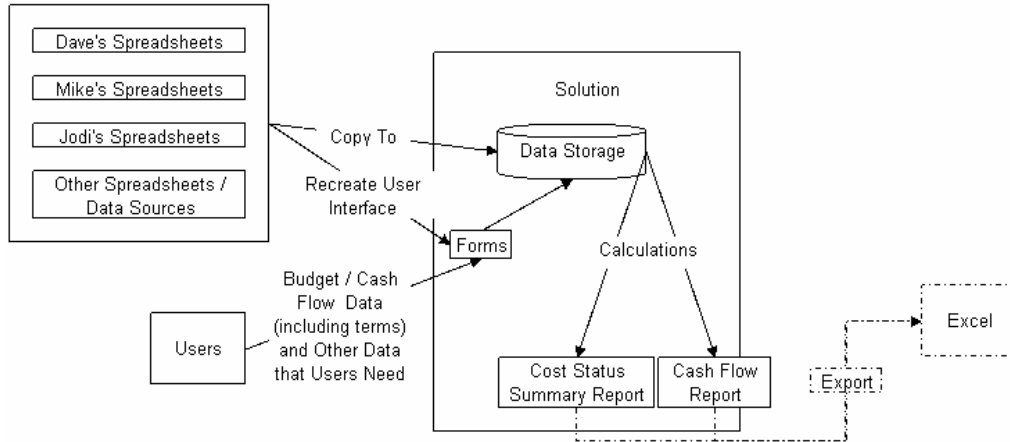 Dave's Spreadsheets
Mike's Spreadsheets
Jodi's Spreadsheets
Other Spreadsheets /
Data Sources
Copy To
Recreate User
Interface
Solution
Data Storage
Forms
Calculations
Budget / Cash
Flow Data
(including terms)
and Other Data
that Users Need
Users
Cost Status
Summary Report
Cash Flow
Report
Export
Excel